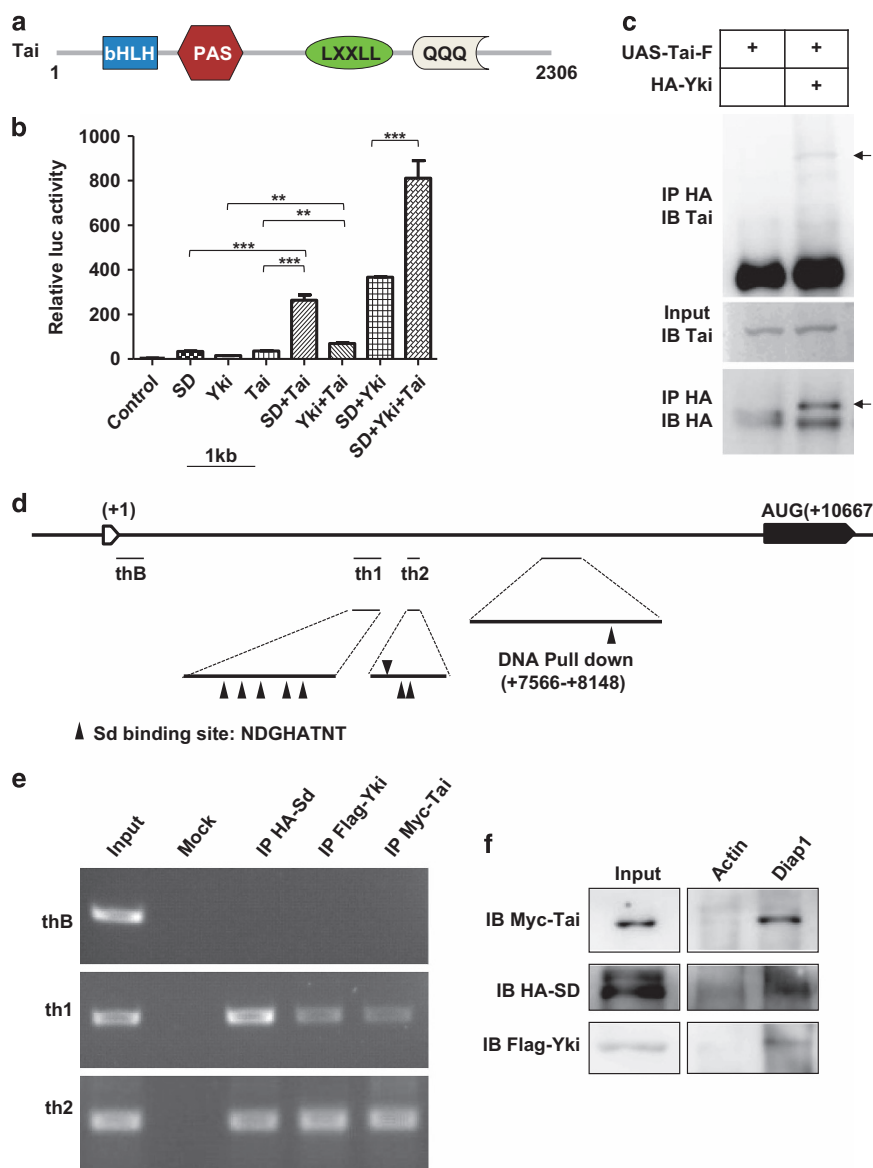 a
Tai
bHLH
PAS
LXXLL
QQQ
1
2306
b
Relative luc activity
1000
800
600
400
200
0
***
**
**
***
***
Control
SD
Yki
Tai
SD+Tai
Yki+Tai
SD+Yki
SD+Yki+Tai
c
UAS-Tai-F + +
HA-Yki +
IP HA
IB Tai
Input
IB Tai
IP HA
IB HA
1kb
d
(+1)
AUG(+10667
thB
th1
th2
DNA Pull down
(+7566-+8148)
Sd binding site: NDGHATNT
e
Input
Mock
IP HA-Sd
IP Flag-Yki
IP Myc-Tai
thB
th1
th2
f
Input
Actin
Diap1
IB Myc-Tai
IB HA-SD
IB Flag-Yki